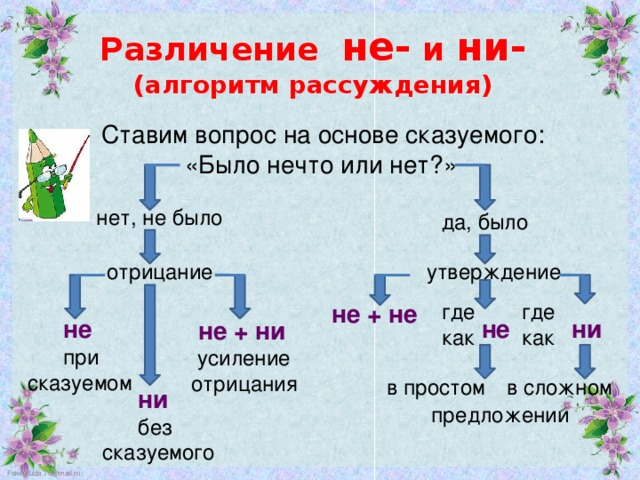 Различение не- и ни-
(алгоритм рассуждения)
Ставим вопрос на основе сказуемого:
«Было нечто или нет?»
нет, не было
да, было
отрицание
утверждение
не
при
сказуемом
ни
без
сказуемого
не + ни
усиление
отрицания
не + не
где
как не
где
как ни
в простом в сложном
предложении